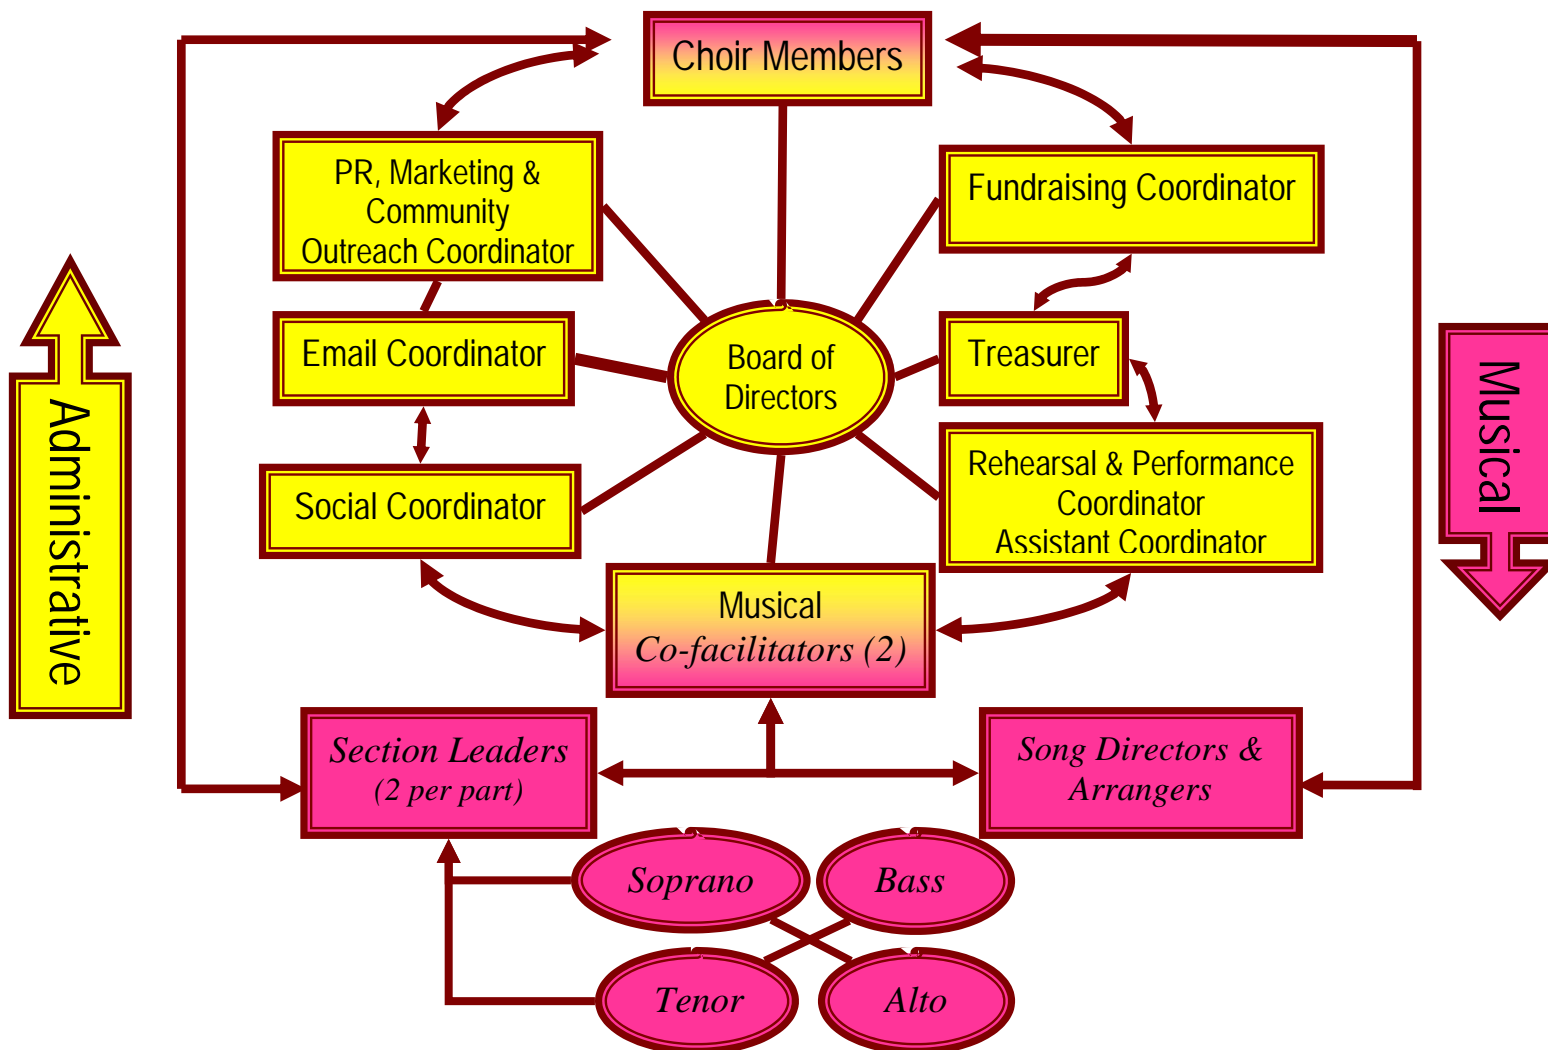 Choir Members
PR, Marketing &
Community
Outreach Coordinator
Fundraising Coordinator
Email Coordinator
Board of
Directors
Treasurer
Social Coordinator
Rehearsal & Performance
Coordinator
Assistant Coordinator
Administrative
Musical
Musical
Co-facilitators (2)
Section Leaders
(2 per part)
Song Directors &
Arrangers
Soprano
Bass
Tenor
Alto